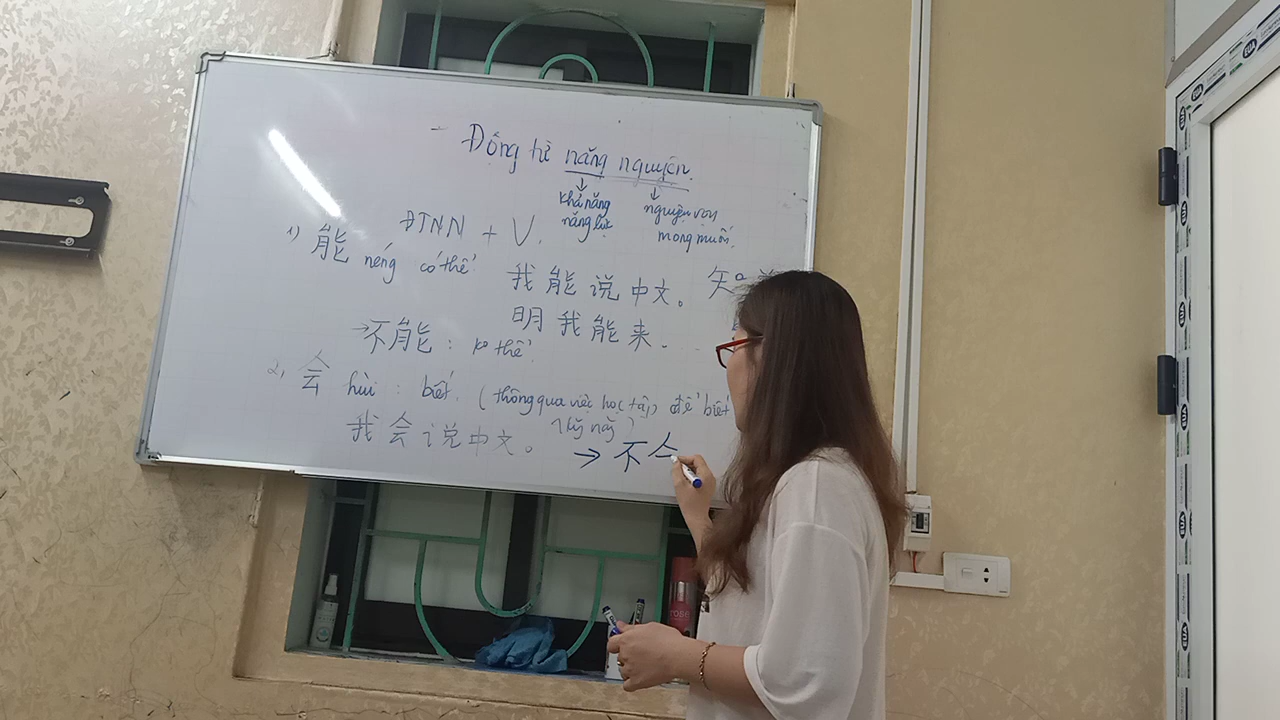 Động từ năng nguyện.
↓ khả năng năng lực
↓ nguyện vọng mong muốn.
ĐTNN + V.
1) 能 néng có thể
我能说中文。 知
明我能来.
→不能: ko thể.
2, 会 hùi: biết. (thông qua việc học tập để biết
kỹ năng)
我会说中文。
→ 不